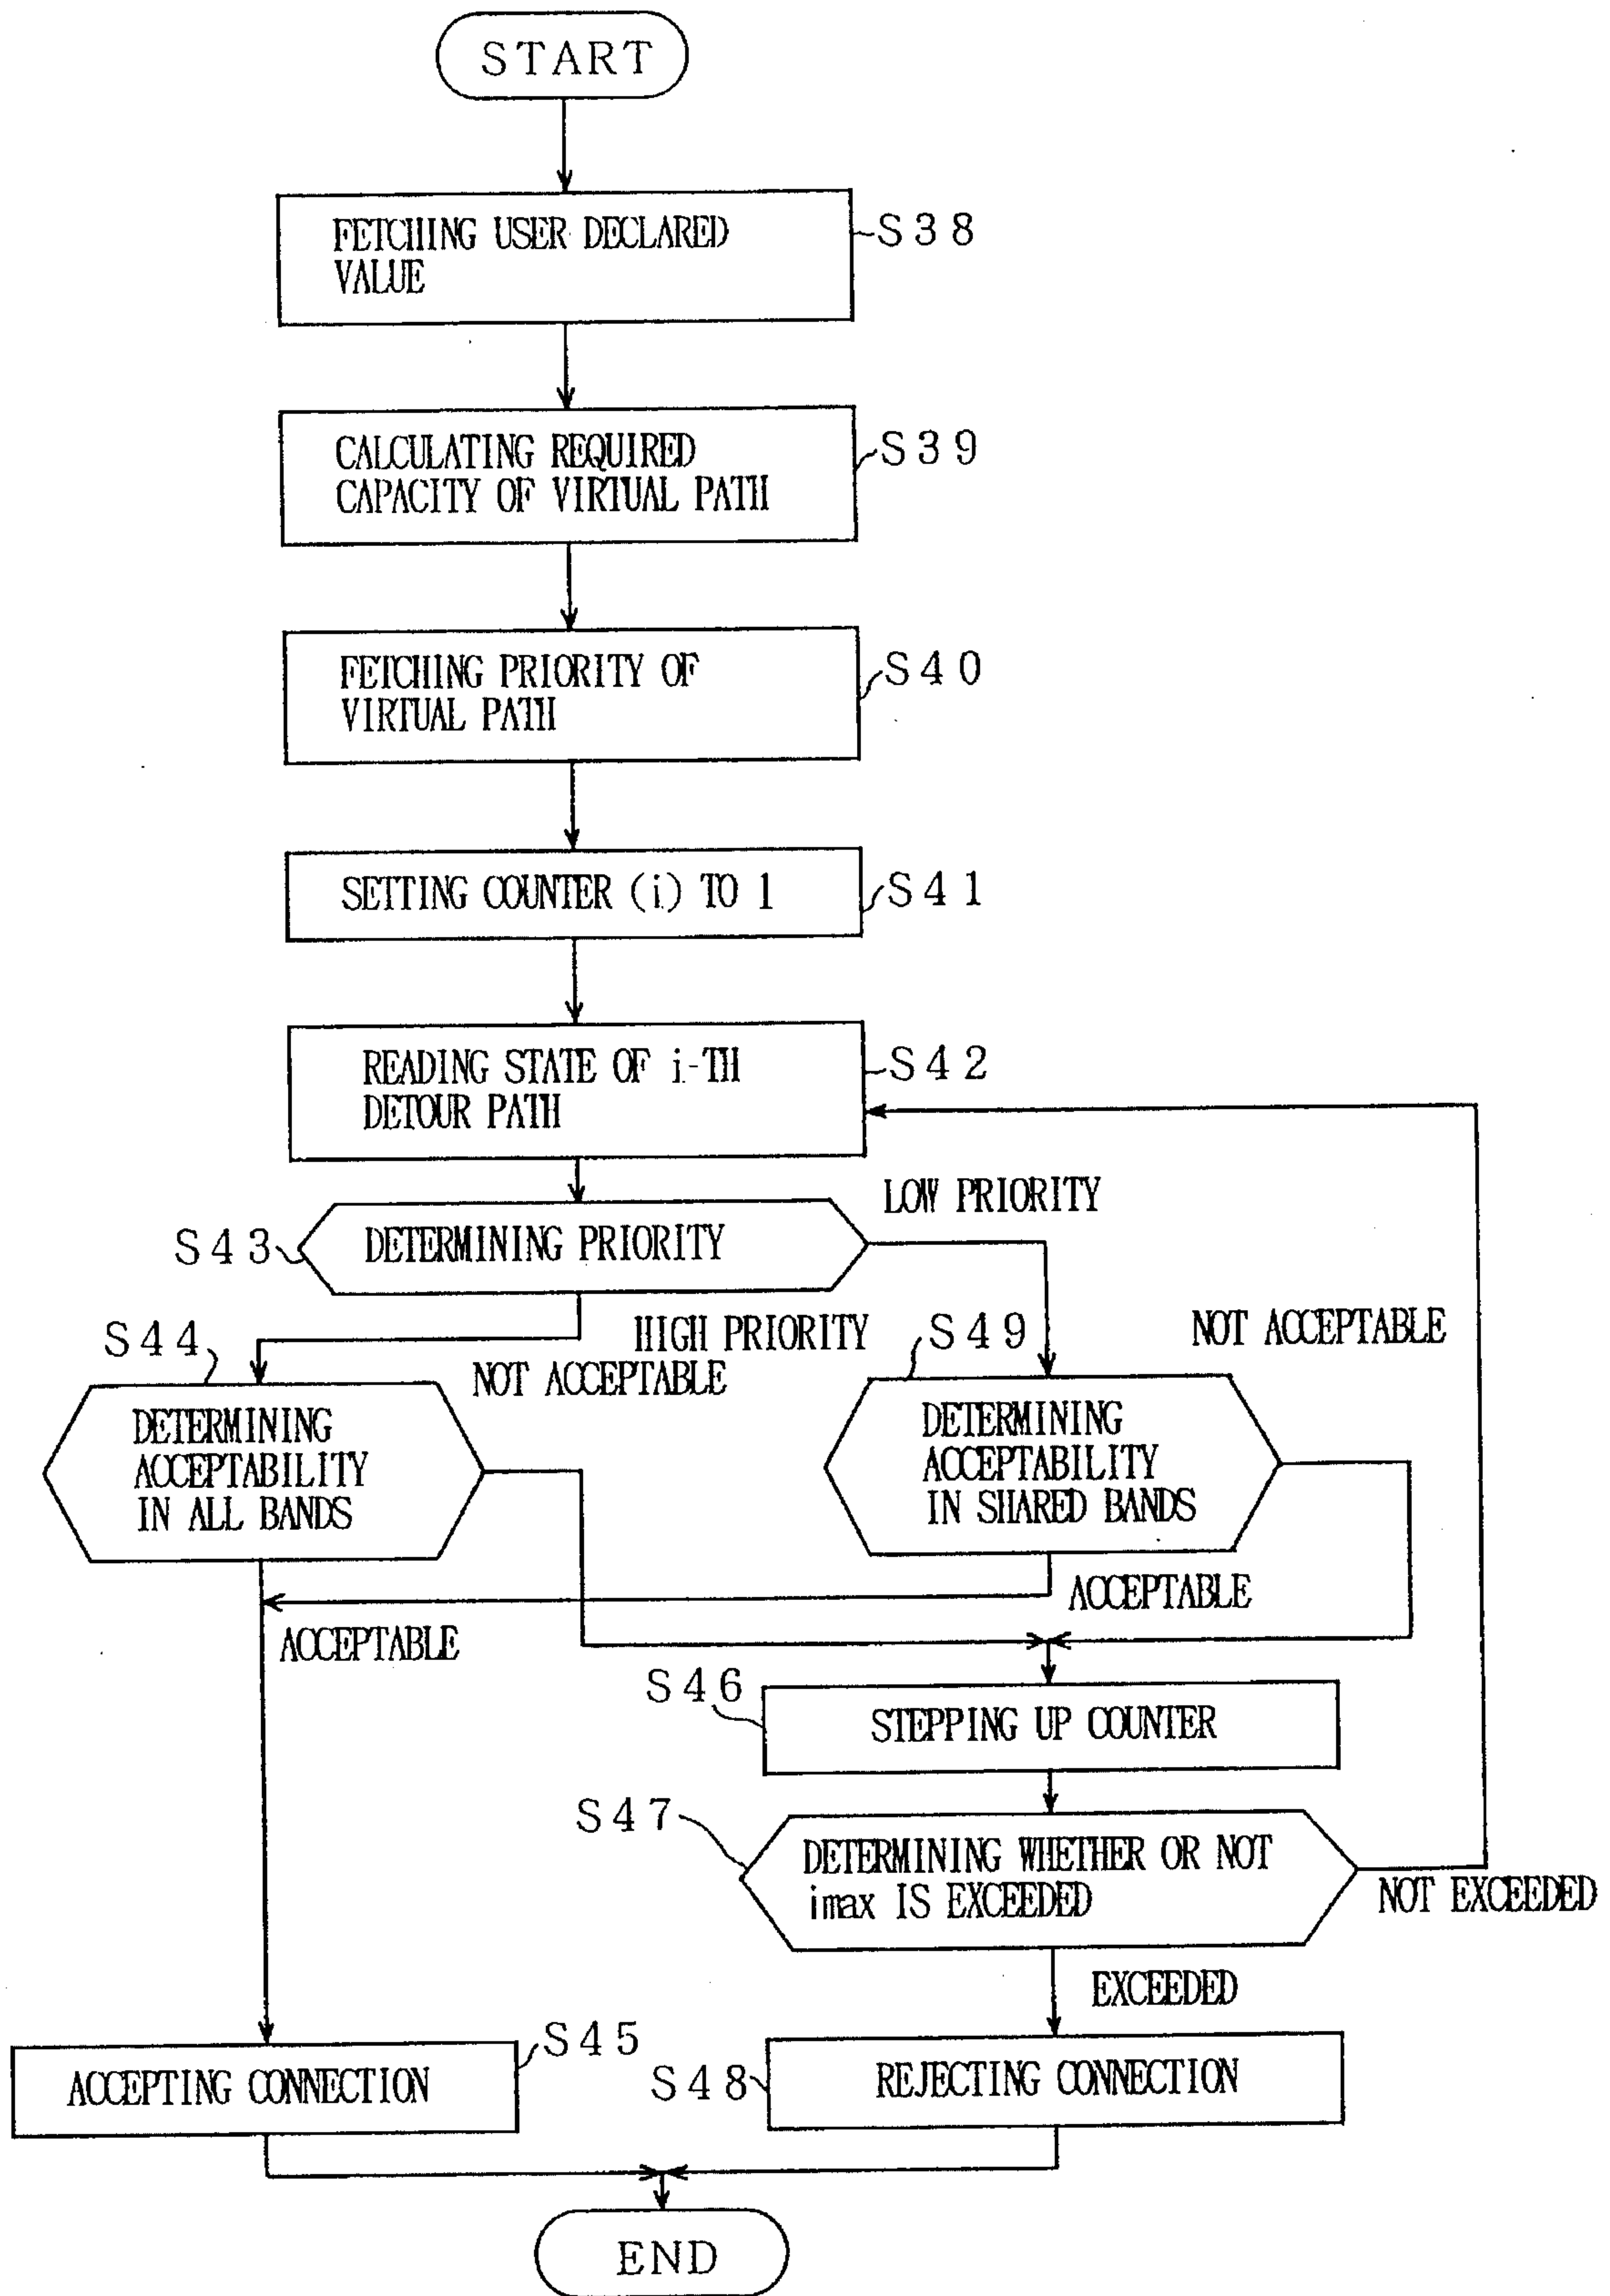 START
FETCHING USER DECLARED
VALUE
S38
CALCULATING REQUIRED
CAPACITY OF VIRTUAL PATH
S39
FETCHING PRIORITY OF
VIRTUAL PATH
S40
SETTING COUNTER (i) TO 1
S41
READING STATE OF i-TH
DETOUR PATH
S42
LOW PRIORITY
S43
DETERMINING PRIORITY
HIGH PRIORITY
S44
NOT ACCEPTABLE
S49
NOT ACCEPTABLE
DETERMINING
ACCEPTABILITY
IN ALL BANDS
DETERMINING
ACCEPTABILITY
IN SHARED BANDS
ACCEPTABLE
ACCEPTABLE
S46
STEPPING UP COUNTER
S47
DETERMINING WHETHER OR NOT
imax IS EXCEEDED
NOT EXCEEDED
EXCEEDED
ACCEPTING CONNECTION
S45
S48
REJECTING CONNECTION
END